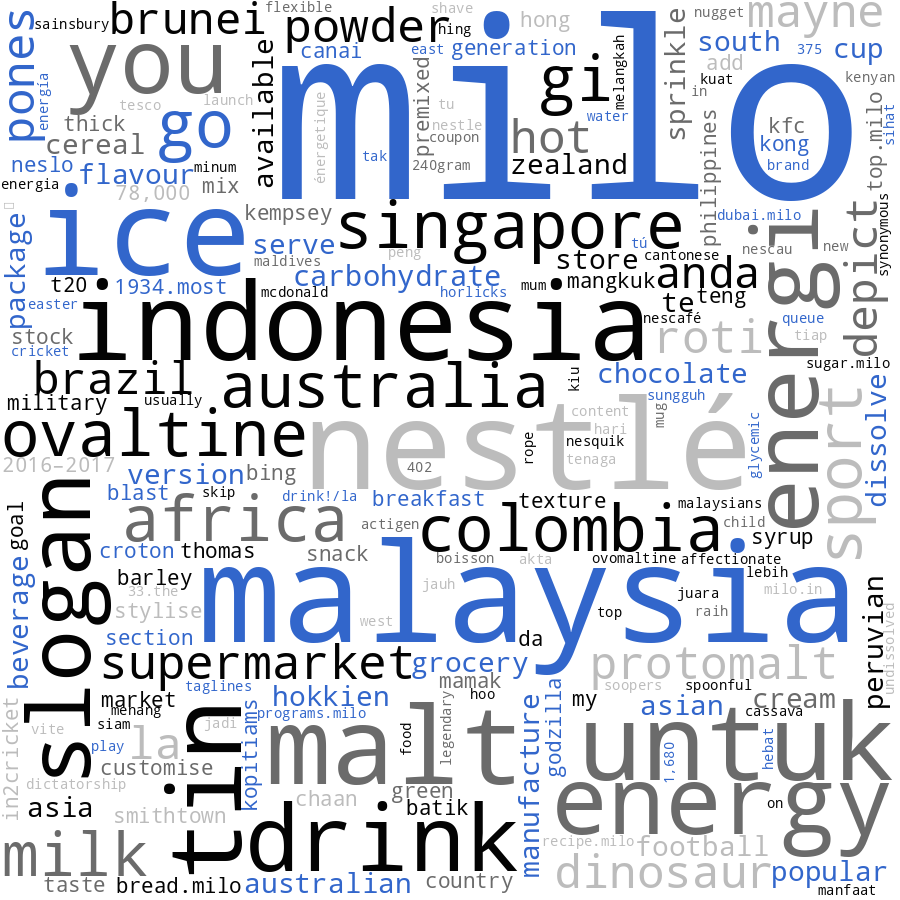 flexible
shave
nugget
mayne
sainsbury
brunei
powder
hing
hong
pones
energía
you
canai
east
generation
south
375
cup
milo
gi
melangkah
sprinkle
add
kuat
kenyan
in
tesco
launch
available
énergétique
premixed
tu
nestle
coupon
water
thick
cereal
go
hot
kfc
kong
brand
top.milo
sihat
neslo
flavour
minum
tak
240gram
zealand
philippines
energia
78,000
mix
ice
kempsey
singapore
dubai.milo
synonymous
package
serve
maldives
peng
tú
cantonese
nescau
new
depict
store
carbohydrate
mangkuk
anda
t20
1934.most
mcdonald
horlicks
mum
te
teng
easter
indonesia
nescafé
queue
energi
stock
cricket
roti
tiap
sugar.milo
brazil
australia
kiu
chocolate
military
usually
sungguh
sport
dissolve
ovaltine
nestlé
content
hari
mug
rope
nesquik
tenaga
glycemic
2016–2017
version
bing
402
slogan
goal
blast
skip
drink!/la
breakfast
texture
malaysians
africa
actigen
colombia
child
syrup
croton
thomas
snack
boisson
akta
ovomaltine
affectionate
beverage
barley
malaysia
lebih
33.the
jauh
juara
milo.in
stylise
raih
west
top
peruvian
undissolved
section
da
supermarket
grocery
protomalt
mamak
soopers
spoonful
taglines
market
hokkien
hoo
my
asian
cream
in2cricket
menang
siam
programs.milo
legendary
manufacture
godzilla
cassava
vite
jadi
tin
kopitiams
malt
food
untuk
play
la
customise
1,680
hebat
dictatorship
chaan
green
batik
energy
on
asia
smithtown
drink
milk
recipe.milo
football
taste
bread.milo
australian
country
dinosaur
popular
manfaat